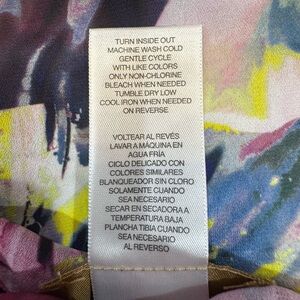 TURN INSIDE OUT
MACHINE WASH COLD
GENTLE CYCLE
WITH LIKE COLORS
ONLY NON-CHLORINE
BLEACH WHEN NEEDED
TUMBLE DRY LOW
COOL IRON WHEN NEEDED
ON REVERSE
VOLTEAR AL REVÉS
LAVAR A MÁQUINA EN
AGUA FRÍA
CICLO DELICADO CON
COLORES SIMILARES
BLANQUEADOR SIN CLORO
SOLAMENTE CUANDO
SEA NECESARIO
SECAR EN SECADORA A
TEMPERATURA BAJA
PLANCHA TIBIA CUANDO
SEA NECESARIO
AL REVERSO